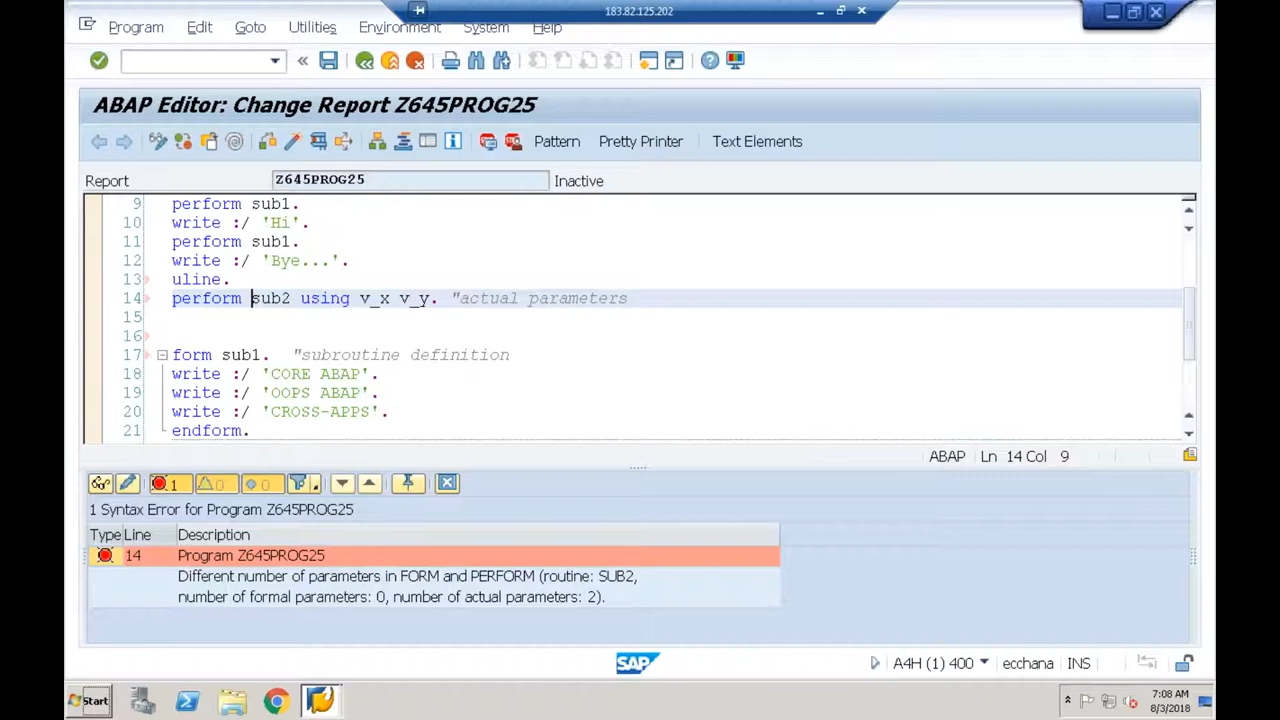 183.82.125.202
Program Edit Goto Utilities Environment System Help
ABAP Editor: Change Report Z645PROG25
Pattern Pretty Printer Text Elements
Report Z645PROG25 Inactive
9 perform sub1.
10 write :/ 'Hi'.
11 perform sub1.
12 write :/ 'Bye...'.
13 uline.
14 perform sub2 using v_x v_y. "actual parameters
15
16
17 form sub1. "subroutine definition
18 write :/ 'CORE ABAP'.
19 write :/ 'OOPS ABAP'.
20 write :/ 'CROSS-APPS'.
21 endform.
ABAP Ln 14 Col 9
1 0 0
1 Syntax Error for Program Z645PROG25
Type Line Description
14 Program Z645PROG25
Different number of parameters in FORM and PERFORM (routine: SUB2,
number of formal parameters: 0, number of actual parameters: 2).
SAP A4H (1) 400 ecchana INS
Start 7:08 AM
8/3/2018